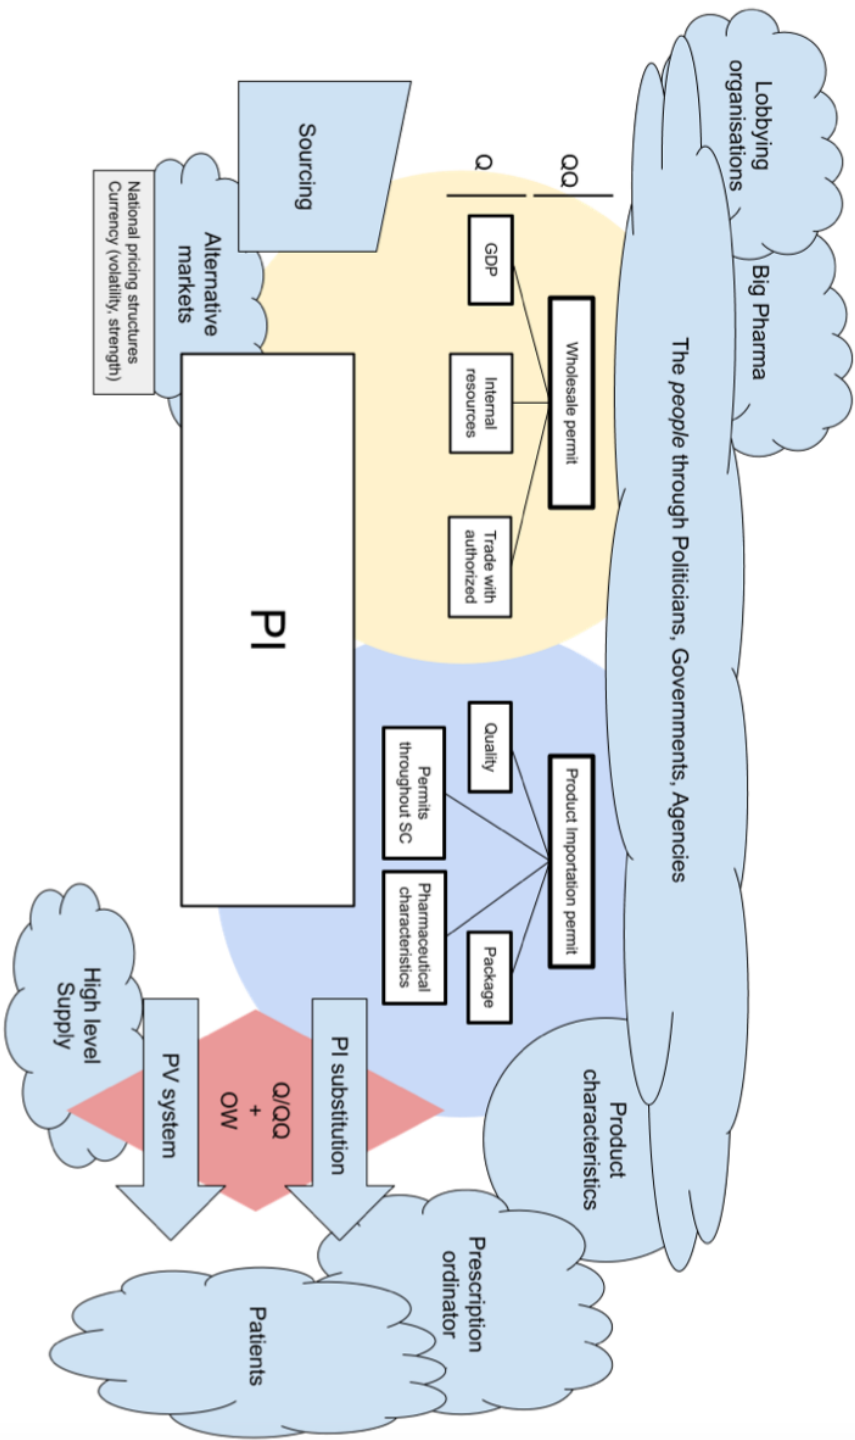 Lobbying
organisations
Big Pharma
The people through Politicians, Governments, Agencies
QQ
Q
Wholesale permit
GDP
Internal
resources
Trade with
authorized
Product Importation permit
Quality
Permits
throughout SC
Pharmaceutical
characteristics
Package
Product
characteristics
Sourcing
Alternative
markets
National pricing structures
Currency (volatility, strength)
PI
PI substitution
Q/QQ
+
OW
PV system
High level
Supply
Prescription
ordinator
Patients